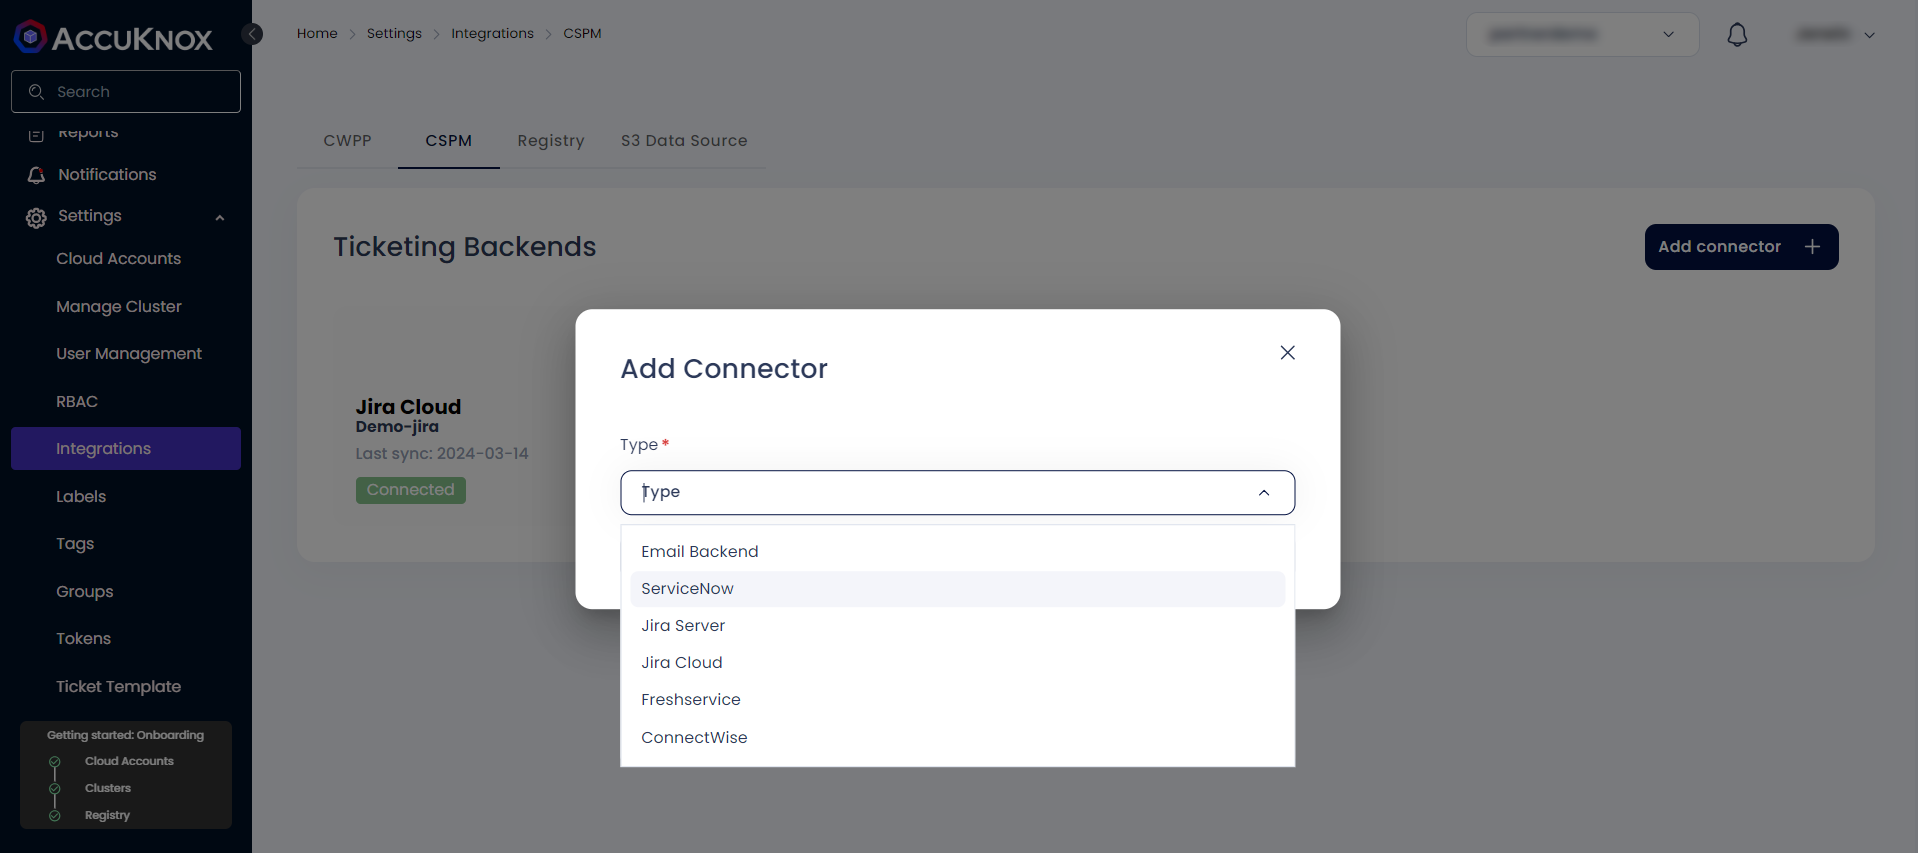 ACCUKNOX
Search
Reports
Notifications
Settings
Cloud Accounts
Manage Cluster
User Management
RBAC
Integrations
Labels
Tags
Groups
Tokens
Ticket Template
Getting started: Onboarding
Cloud Accounts
Clusters
Registry
Home > Settings > Integrations > CSPM
CWPP CSPM Registry S3 Data Source
Ticketing Backends
Add connector +
Jira Cloud
Demo-jira
Last sync: 2024-03-14
Connected
Add Connector
Type *
Type
Email Backend
ServiceNow
Jira Server
Jira Cloud
Freshservice
ConnectWise